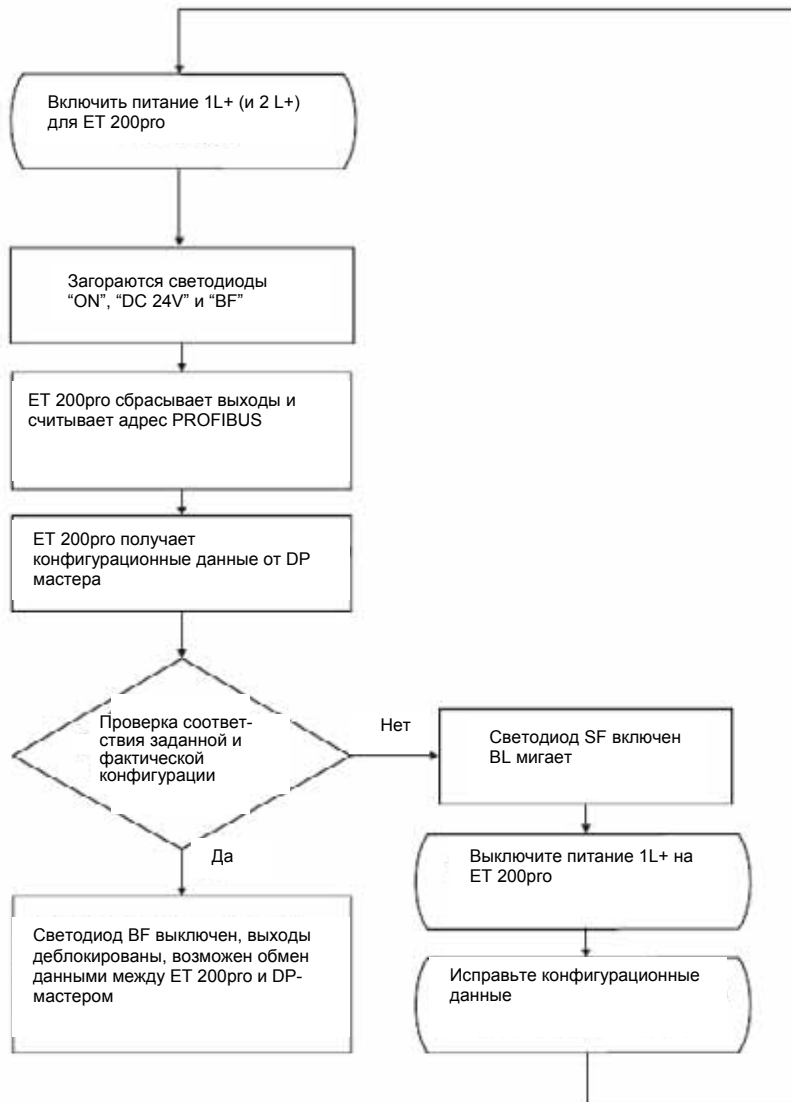 Включить питание 1L+ (и 2 L+)
для ET 200pro
Загораются светодиоды
“ON”, “DC 24V” и “BF”
ET 200pro сбрасывает выходы и
считывает адрес PROFIBUS
ET 200pro получает
конфигурационные данные от DP
мастера
Проверка соответ-
ствия заданной и
фактической
конфигурации
Нет
Светодиод SF включен
BL мигает
Да
Выключите питание 1L+ на
ET 200pro
Светодиод BF выключен, выходы
деблокированы, возможен обмен
данными между ET 200pro и DP-
мастером
Исправьте конфигурационные
данные